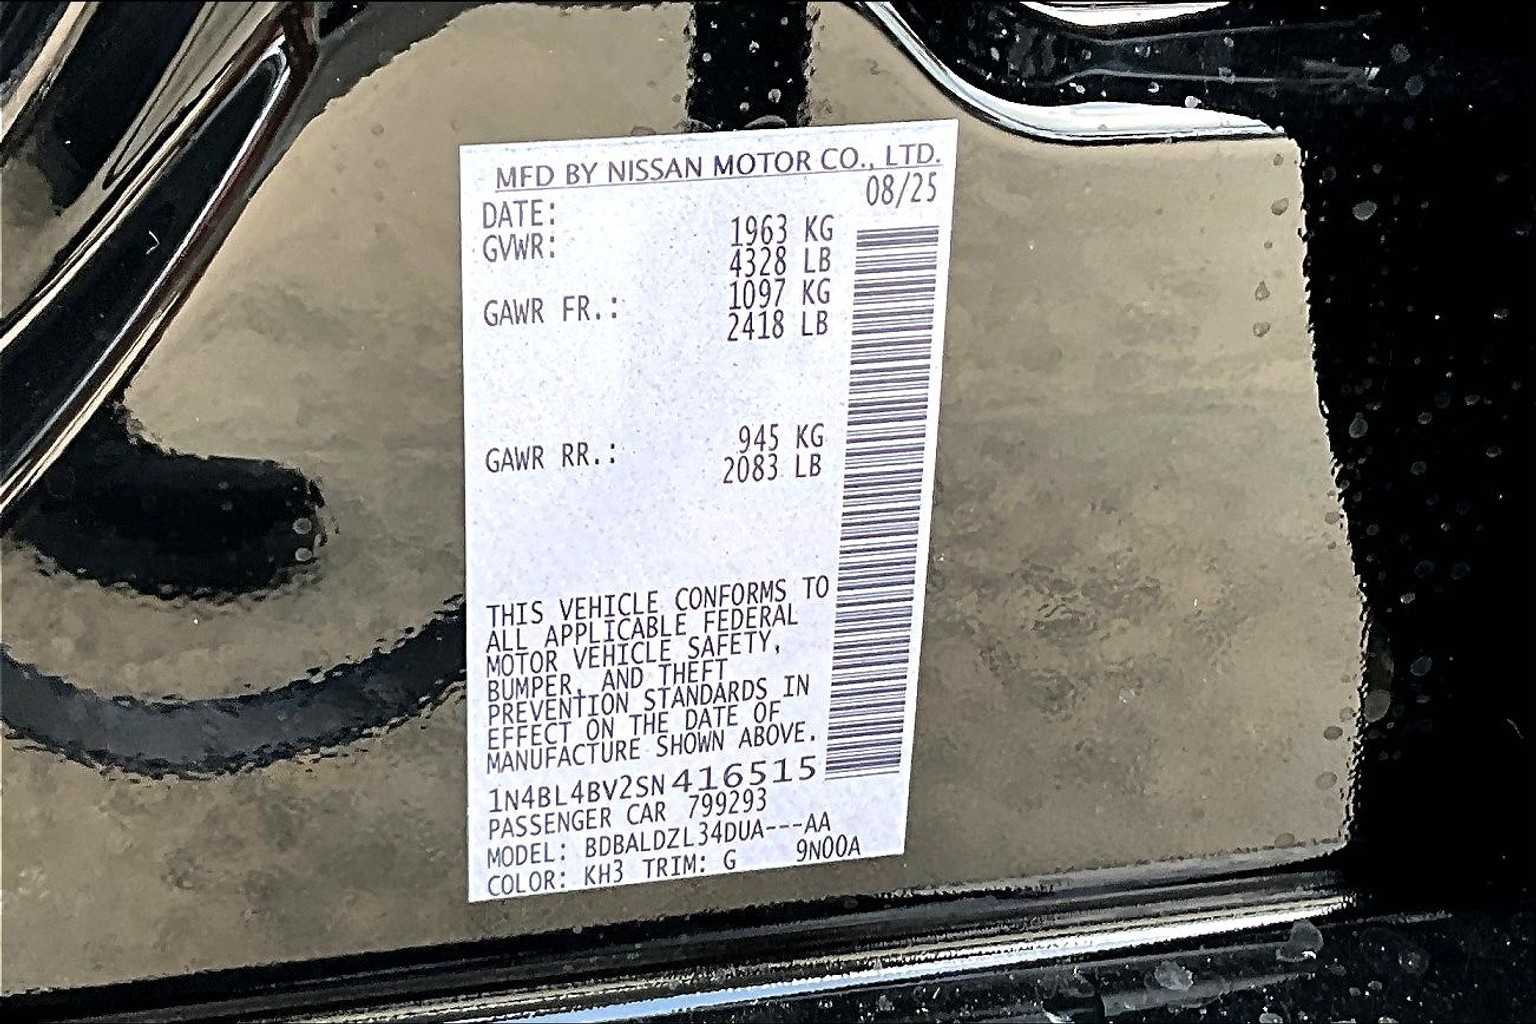 MFD BY NISSAN MOTOR CO., LTD.
DATE: 08/25
GVWR: 1963 KG
4328 LB
GAWR FR.: 1097 KG
2418 LB
GAWR RR.: 945 KG
2083 LB
THIS VEHICLE CONFORMS TO
ALL APPLICABLE FEDERAL
MOTOR VEHICLE SAFETY,
BUMPER, AND THEFT
PREVENTION STANDARDS IN
EFFECT ON THE DATE OF
MANUFACTURE SHOWN ABOVE.
1N4BL4BV2SN416515
PASSENGER CAR 799293
MODEL: BDBALDZL34DUA---AA
COLOR: KH3 TRIM: G 9N00A